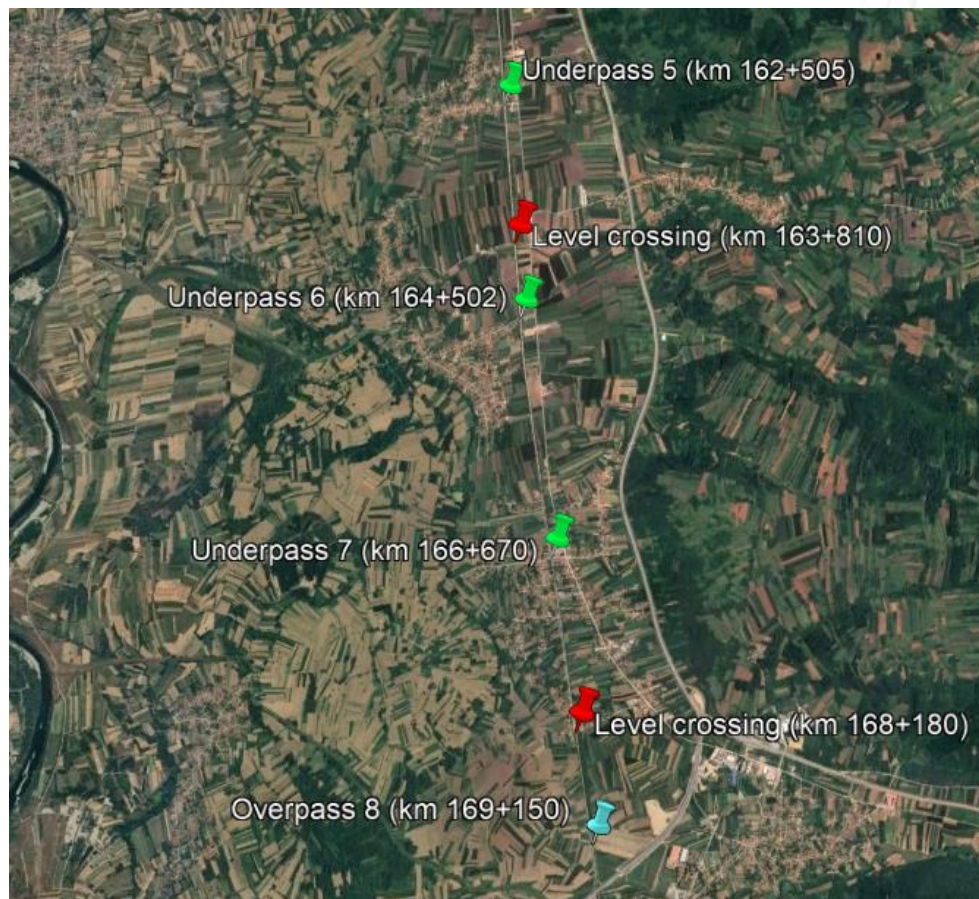 Underpass 5 (km 162+505)
Level crossing (km 163+810)
Underpass 6 (km 164+502)
Underpass 7 (km 166+670)
Level crossing (km 168+180)
Overpass 8 (km 169+150)